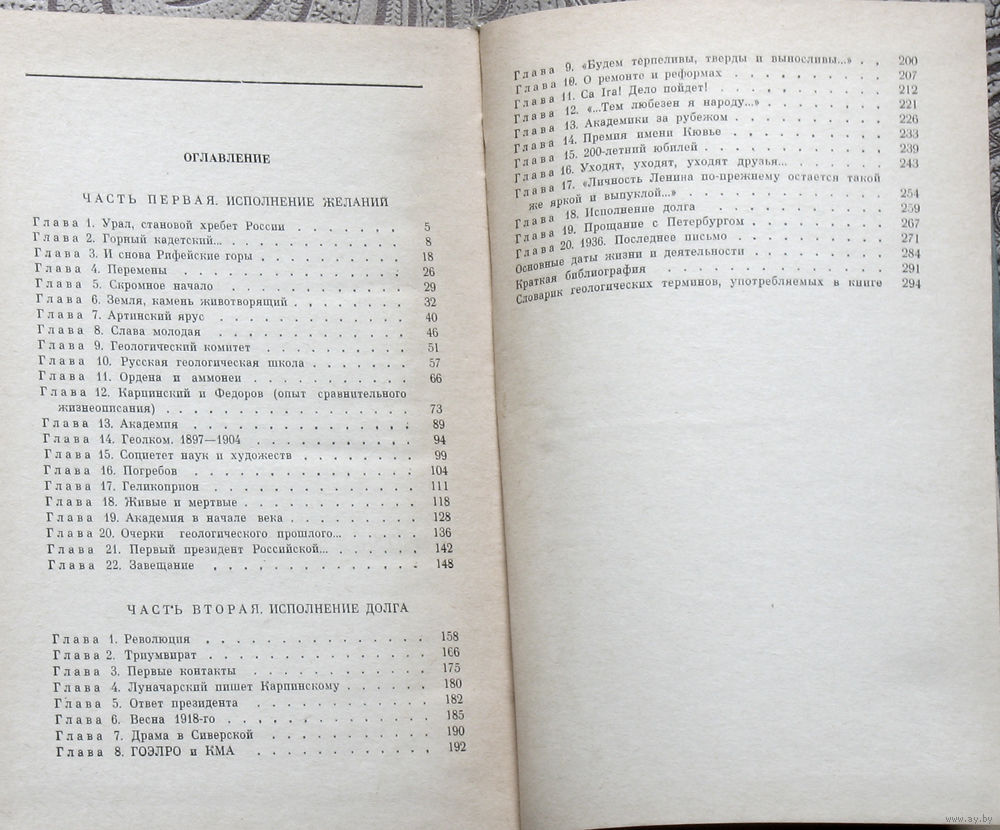 ОГЛАВЛЕНИЕ
ЧАСТЬ ПЕРВАЯ. ИСПОЛНЕНИЕ ЖЕЛАНИЙ
Глава 1. Урал, становой хребет России . . . . . . 5
Глава 2. Горный кадетский... . . . . . . . . . 8
Глава 3. И снова Рифейские горы . . . . . . . 18
Глава 4. Перемены . . . . . . . . . . . 26
Глава 5. Скромное начало . . . . . . . . . 29
Глава 6. Земля, камень животворящий . . . . . . 32
Глава 7. Артинский ярус . . . . . . . . . 40
Глава 8. Слава молодая . . . . . . . . . . 46
Глава 9. Геологический комитет . . . . . . . . 51
Глава 10. Русская геологическая школа . . . . . . 57
Глава 11. Ордена и аммонеи . . . . . . . . . 66
Глава 12. Карпинский и Федоров (опыт сравнительного
жизнеописания) . . . . . . . . . . . 73
Глава 13. Академия . . . . . . . . . . . 89
Глава 14. Геолком. 1897—1904 . . . . . . . . 94
Глава 15. Социетет наук и художеств . . . . . . 99
Глава 16. Погребов . . . . . . . . . . . 104
Глава 17. Геликоприон . . . . . . . . . . 111
Глава 18. Живые и мертвые . . . . . . . . . 118
Глава 19. Академия в начале века . . . . . . . 128
Глава 20. Очерки геологического прошлого... . . . . 136
Глава 21. Первый президент Российской... . . . . . 142
Глава 22. Завещание . . . . . . . . . . 148
ЧАСТЬ ВТОРАЯ. ИСПОЛНЕНИЕ ДОЛГА
Глава 1. Революция . . . . . . . . . . . 158
Глава 2. Триумвират . . . . . . . . . . . 166
Глава 3. Первые контакты . . . . . . . . . 175
Глава 4. Луначарский пишет Карпинскому . . . . . 180
Глава 5. Ответ президента . . . . . . . . . 182
Глава 6. Весна 1918-го . . . . . . . . . . 185
Глава 7. Драма в Сиверской . . . . . . . . 190
Глава 8. ГОЭЛРО и КМА . . . . . . . . . 192
Глава 9. «Будем терпеливы, тверды и выносливы...» . . 200
Глава 10. О ремонте и реформах . . . . . . . 207
Глава 11. Ca Ira! Дело пойдет! . . . . . . . . 212
Глава 12. «...Тем любезен я народу...» . . . . . . 221
Глава 13. Академики за рубежом . . . . . . . 226
Глава 14. Премия имени Кювье . . . . . . . . 233
Глава 15. 200-летний юбилей . . . . . . . . 239
Глава 16. Уходят, уходят, уходят друзья... . . . . . 243
Глава 17. «Личность Ленина по-прежнему остается такой
же яркой и выпуклой...» . . . . . . . . 254
Глава 18. Исполнение долга . . . . . . . . 259
Глава 19. Прощание с Петербургом . . . . . . 267
Глава 20. 1936. Последнее письмо . . . . . . . 271
Основные даты жизни и деятельности . . . . . . 284
Краткая библиография . . . . . . . . . . 291
Словарик геологических терминов, употребляемых в книге 294
www.ay.by